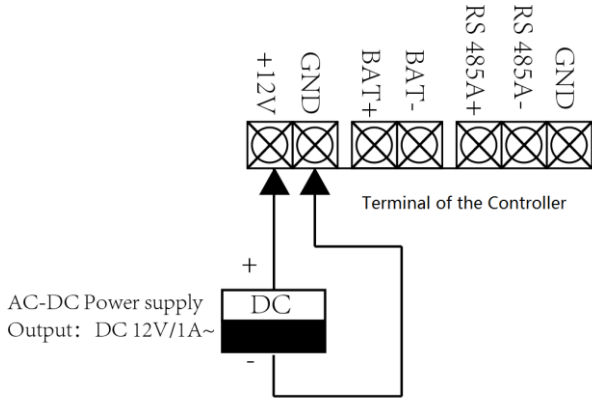 +12V
GND
BAT+
BAT-
RS 485A+
RS 485A-
GND
Terminal of the Controller
+
DC
AC-DC Power supply
Output: DC 12V/1A~
-